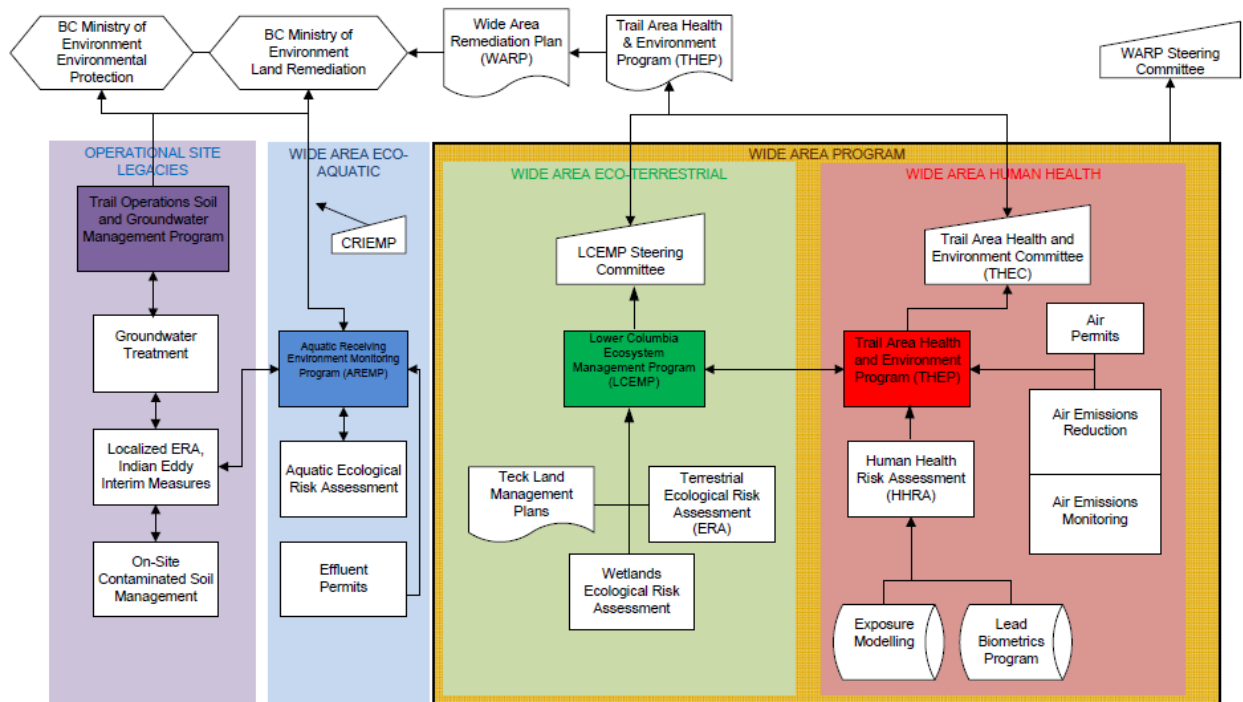 BC Ministry of
Environment
Environmental
Protection
BC Ministry of
Environment
Land Remediation
Wide Area
Remediation Plan
(WARP)
Trail Area Health
& Environment
Program (THEP)
WARP Steering
Committee
OPERATIONAL SITE
LEGACIES
Trail Operations Soil
and Groundwater
Management Program
Groundwater
Treatment
Localized ERA,
Indian Eddy
Interim Measures
On-Site
Contaminated Soil
Management
WIDE AREA ECO-
AQUATIC
CRIEMP
Aquatic Receiving
Environment Monitoring
Program (AREMP)
Aquatic Ecological
Risk Assessment
Effluent
Permits
WIDE AREA PROGRAM
WIDE AREA ECO-TERRESTRIAL
LCEMP Steering
Committee
Lower Columbia
Ecosystem
Management Program
(LCEMP)
Teck Land
Management
Plans
Terrestrial
Ecological Risk
Assessment
(ERA)
Wetlands
Ecological Risk
Assessment
WIDE AREA HUMAN HEALTH
Trail Area Health and
Environment Committee
(THEC)
Air
Permits
Trail Area Health
and Environment
Program (THEP)
Air Emissions
Reduction
Human Health
Risk Assessment
(HHRA)
Air Emissions
Monitoring
Exposure
Modelling
Lead
Biometrics
Program